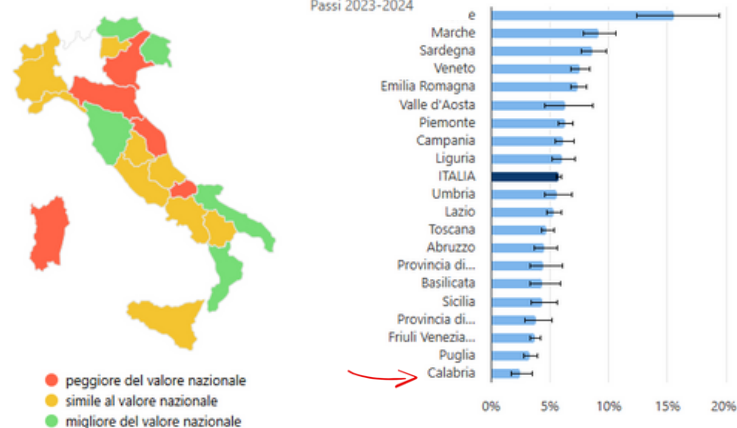 Passi 2023-2024
e
Marche
Sardegna
Veneto
Emilia Romagna
Valle d'Aosta
Piemonte
Campania
Liguria
ITALIA
Umbria
Lazio
Toscana
Abruzzo
Provincia di...
Basilicata
Sicilia
Provincia di...
Friuli Venezia...
Puglia
Calabria
0% 5% 10% 15% 20%
peggiore del valore nazionale
simile al valore nazionale
migliore del valore nazionale